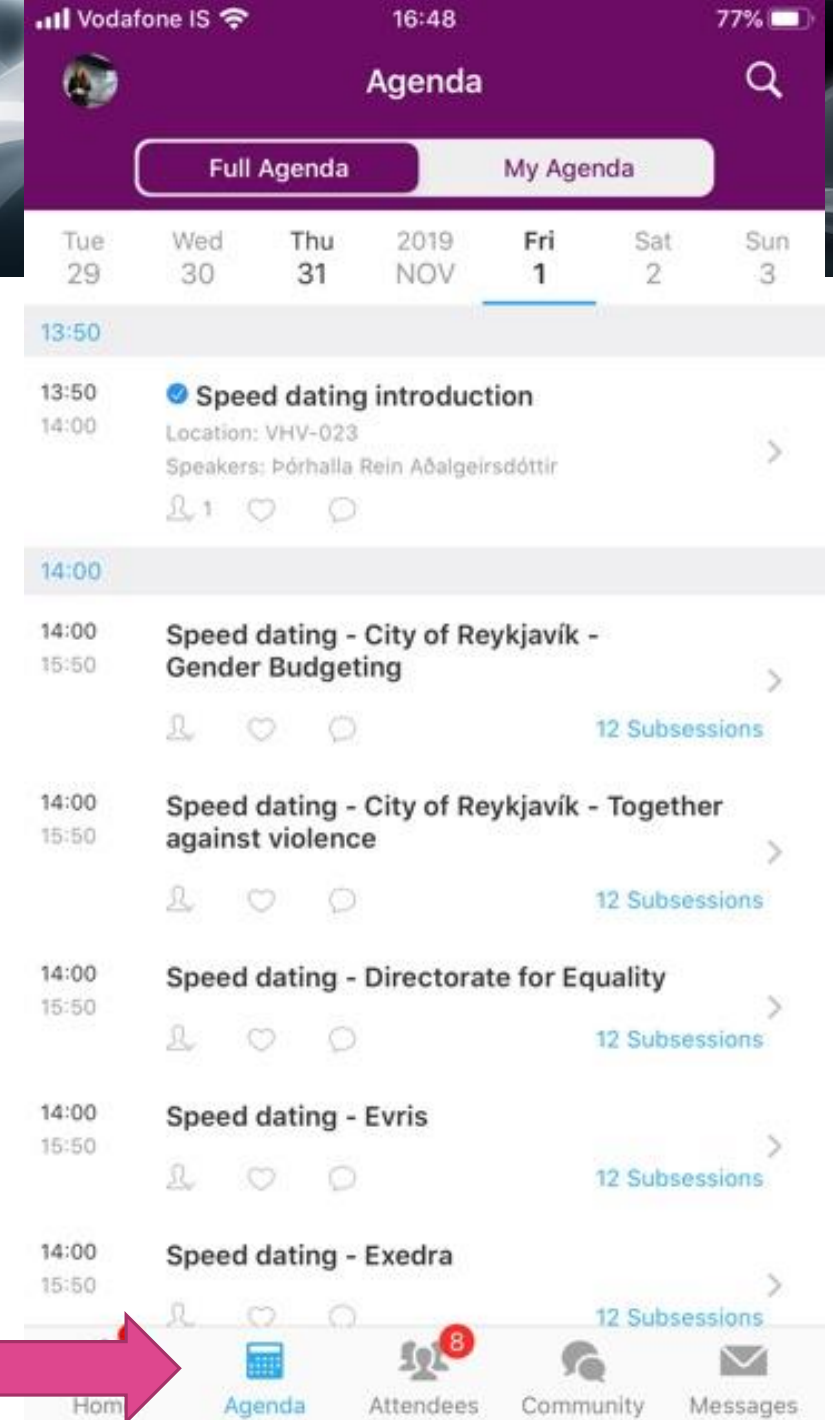 Vodafone IS 16:48 77%
Agenda
Full Agenda My Agenda
Tue Wed Thu 2019 Fri Sat Sun
29 30 31 NOV 1 2 3
13:50
13:50 Speed dating introduction
14:00 Location: VHV-023
Speakers: Þórhalla Rein Aðalgeirsdóttir
1
14:00
14:00 Speed dating - City of Reykjavík -
15:50 Gender Budgeting
12 Subsessions
14:00 Speed dating - City of Reykjavík - Together
15:50 against violence
12 Subsessions
14:00 Speed dating - Directorate for Equality
15:50
12 Subsessions
14:00 Speed dating - Evris
15:50
12 Subsessions
14:00 Speed dating - Exedra
15:50
12 Subsessions
8
Hom Agenda Attendees Community Messages